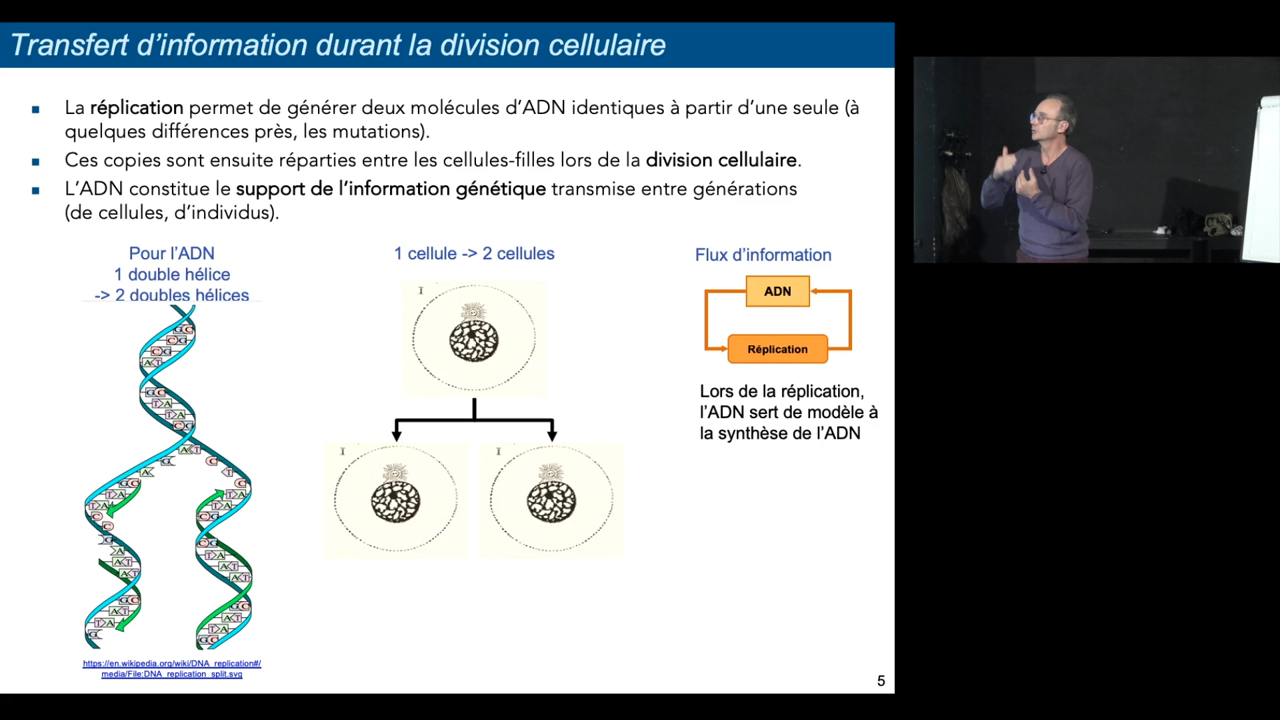 Transfert d'information durant la division cellulaire
▪ La réplication permet de générer deux molécules d'ADN identiques à partir d'une seule (à
quelques différences près, les mutations).
▪ Ces copies sont ensuite réparties entre les cellules-filles lors de la division cellulaire.
▪ L'ADN constitue le support de l'information génétique transmise entre générations
(de cellules, d'individus).
Pour l'ADN
1 double hélice
-> 2 doubles hélices
1 cellule -> 2 cellules
I
I
I
Flux d'information
ADN
Réplication
Lors de la réplication,
l'ADN sert de modèle à
la synthèse de l'ADN
https://en.wikipedia.org/wiki/DNA_replication#/
media/File:DNA_replication_split.svg
5